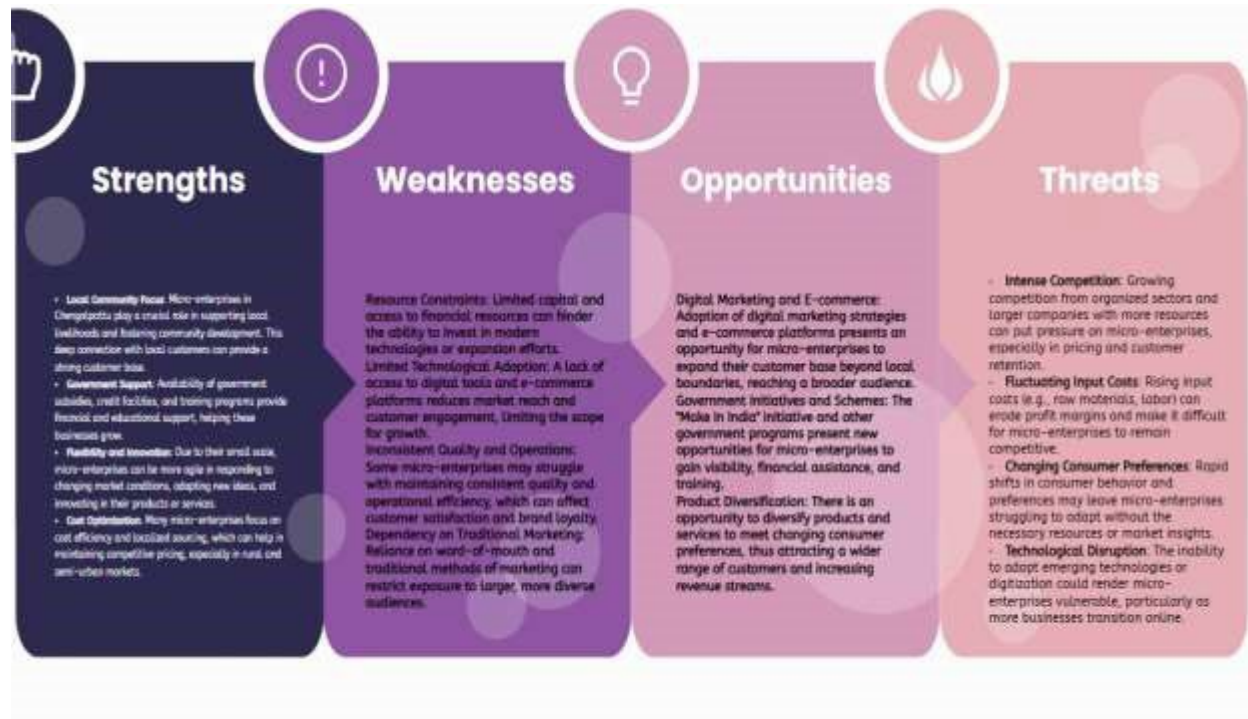 Strengths
• Local Community Focus: Micro-enterprises in
Chengalpattu play a crucial role in supporting local
livelihoods and fostering community development. This
deep connection with local customers can provide a
strong customer base.
• Government Support: Availability of government
subsidies, credit facilities, and training programs provide
financial and educational support, helping these
businesses grow.
• Flexibility and Innovation: Due to their small scale,
micro-enterprises can be more agile in responding to
changing market conditions, adopting new ideas, and
innovating in their products or services.
• Cost Optimization: Many micro-enterprises focus on
cost efficiency and localized sourcing, which can help in
maintaining competitive pricing, especially in rural and
semi-urban markets.
Weaknesses
Resource Constraints: Limited capital and
access to financial resources can hinder
the ability to invest in modern
technologies or expansion efforts.
Limited Technological Adoption: A lack of
access to digital tools and e-commerce
platforms reduces market reach and
customer engagement, limiting the scope
for growth.
Inconsistent Quality and Operations:
Some micro-enterprises may struggle
with maintaining consistent quality and
operational efficiency, which can affect
customer satisfaction and brand loyalty.
Dependency on Traditional Marketing:
Reliance on word-of-mouth and
traditional methods of marketing can
restrict exposure to larger, more diverse
audiences.
Opportunities
Digital Marketing and E-commerce:
Adoption of digital marketing strategies
and e-commerce platforms presents an
opportunity for micro-enterprises to
expand their customer base beyond local
boundaries, reaching a broader audience.
Government Initiatives and Schemes: The
"Make in India" initiative and other
government programs present new
opportunities for micro-enterprises to
gain visibility, financial assistance, and
training.
Product Diversification: There is an
opportunity to diversify products and
services to meet changing consumer
preferences, thus attracting a wider
range of customers and increasing
revenue streams.
Threats
• Intense Competition: Growing
competition from organized sectors and
larger companies with more resources
can put pressure on micro-enterprises,
especially in pricing and customer
retention.
• Fluctuating Input Costs: Rising input
costs (e.g., raw materials, labor) can
erode profit margins and make it difficult
for micro-enterprises to remain
competitive.
• Changing Consumer Preferences: Rapid
shifts in consumer behavior and
preferences may leave micro-enterprises
struggling to adapt without the
necessary resources or market insights.
• Technological Disruption: The inability
to adopt emerging technologies or
digitization could render micro-
enterprises vulnerable, particularly as
more businesses transition online.